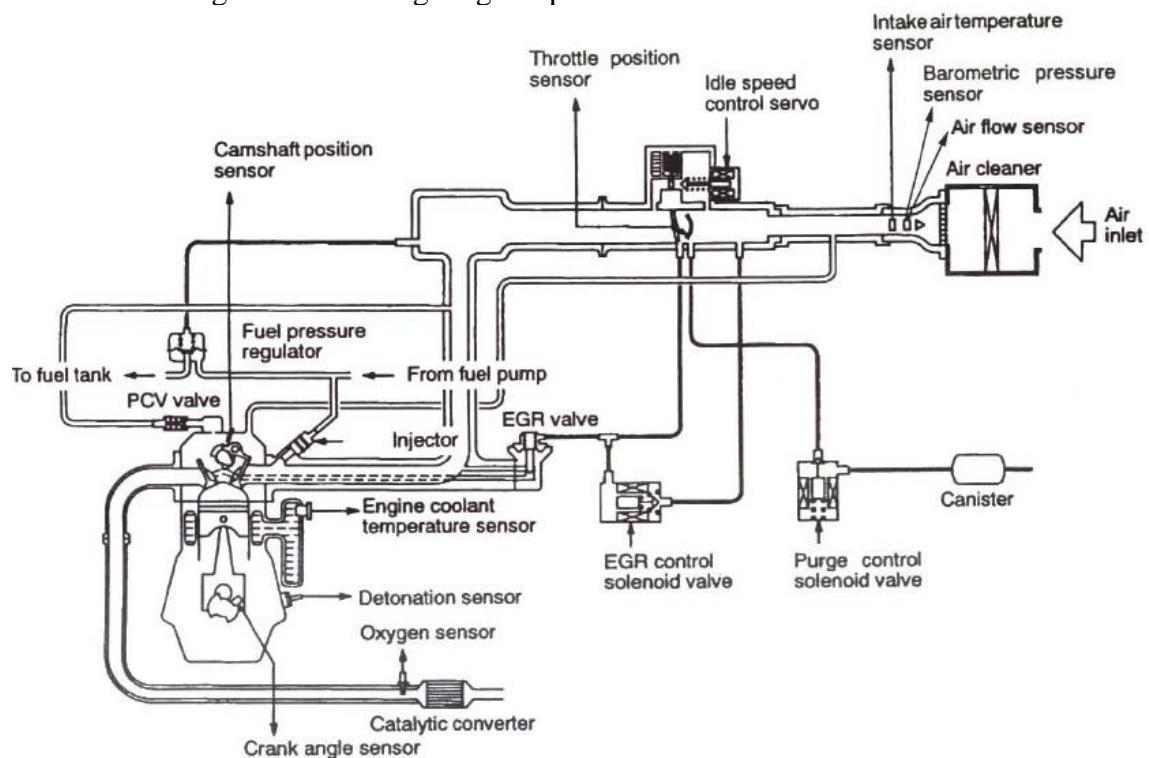 Intake air temperature
sensor
Throttle position
sensor
Idle speed
control servo
Barometric pressure
sensor
Air flow sensor
Camshaft position
sensor
Air cleaner
Air
inlet
Fuel pressure
regulator
To fuel tank
From fuel pump
PCV valve
EGR valve
Injector
Canister
Engine coolant
temperature sensor
EGR control
solenoid valve
Purge control
solenoid valve
Detonation sensor
Oxygen sensor
Catalytic converter
Crank angle sensor